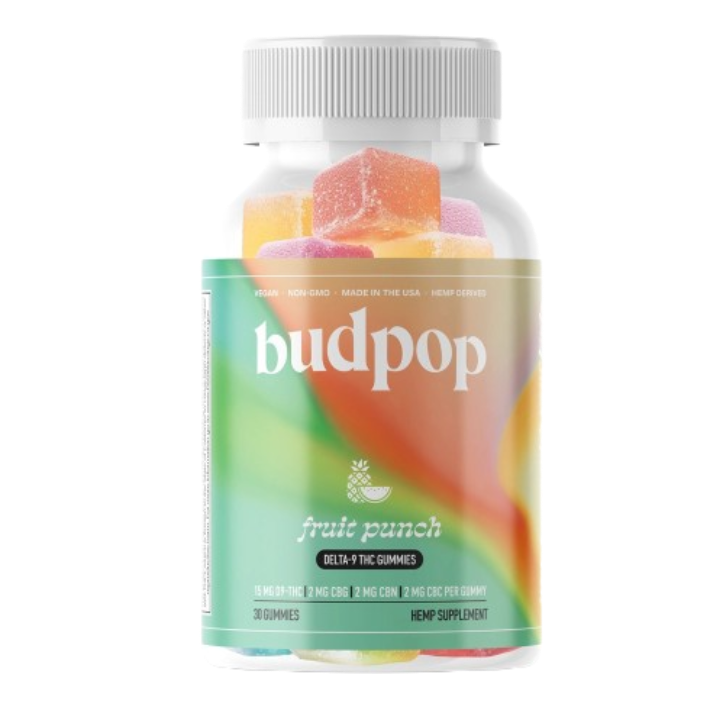 VEGAN · NON-GMO · MADE IN THE USA · HEMP DERIVED
budpop
fruit punch
DELTA-9 THC GUMMIES
15 MG D9-THC | 2 MG CBG | 2 MG CBN | 2 MG CBC PER GUMMY
30 GUMMIES HEMP SUPPLEMENT